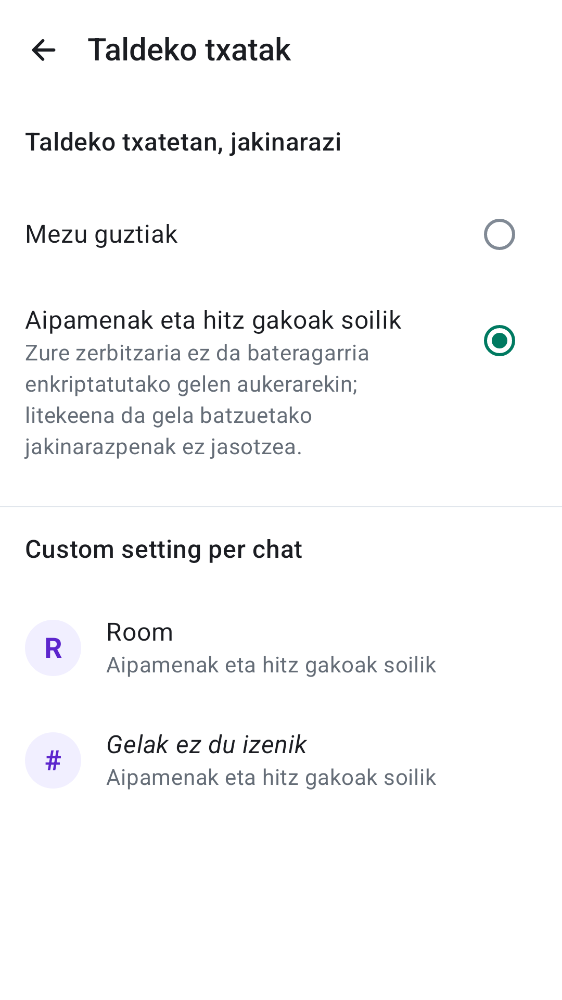 Taldeko txatak
Taldeko txatetan, jakinarazi
Mezu guztiak
Aipamenak eta hitz gakoak soilik
Zure zerbitzaria ez da bateragarria
enkriptatutako gelen aukerarekin;
litekeena da gela batzuetako
jakinarazpenak ez jasotzea.
Custom setting per chat
R
Room
Aipamenak eta hitz gakoak soilik
#
Gelak ez du izenik
Aipamenak eta hitz gakoak soilik